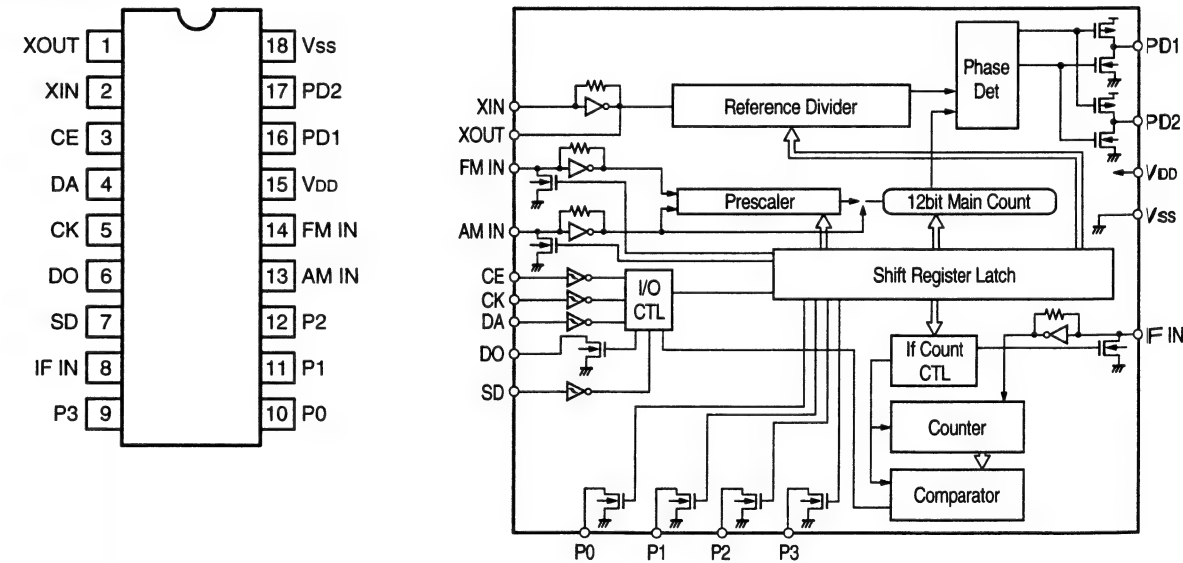 XOUT 1
XIN 2
CE 3
DA 4
CK 5
DO 6
SD 7
IF IN 8
P3 9
18 VSS
17 PD2
16 PD1
15 VDD
14 FM IN
13 AM IN
12 P2
11 P1
10 P0
XIN
XOUT
FM IN
AM IN
CE
CK
DA
DO
SD
Reference Divider
Phase
Det
Prescaler
12bit Main Count
Shift Register Latch
I/O
CTL
If Count
CTL
Counter
Comparator
PD1
PD2
VDD
VSS
IF IN
P0
P1
P2
P3